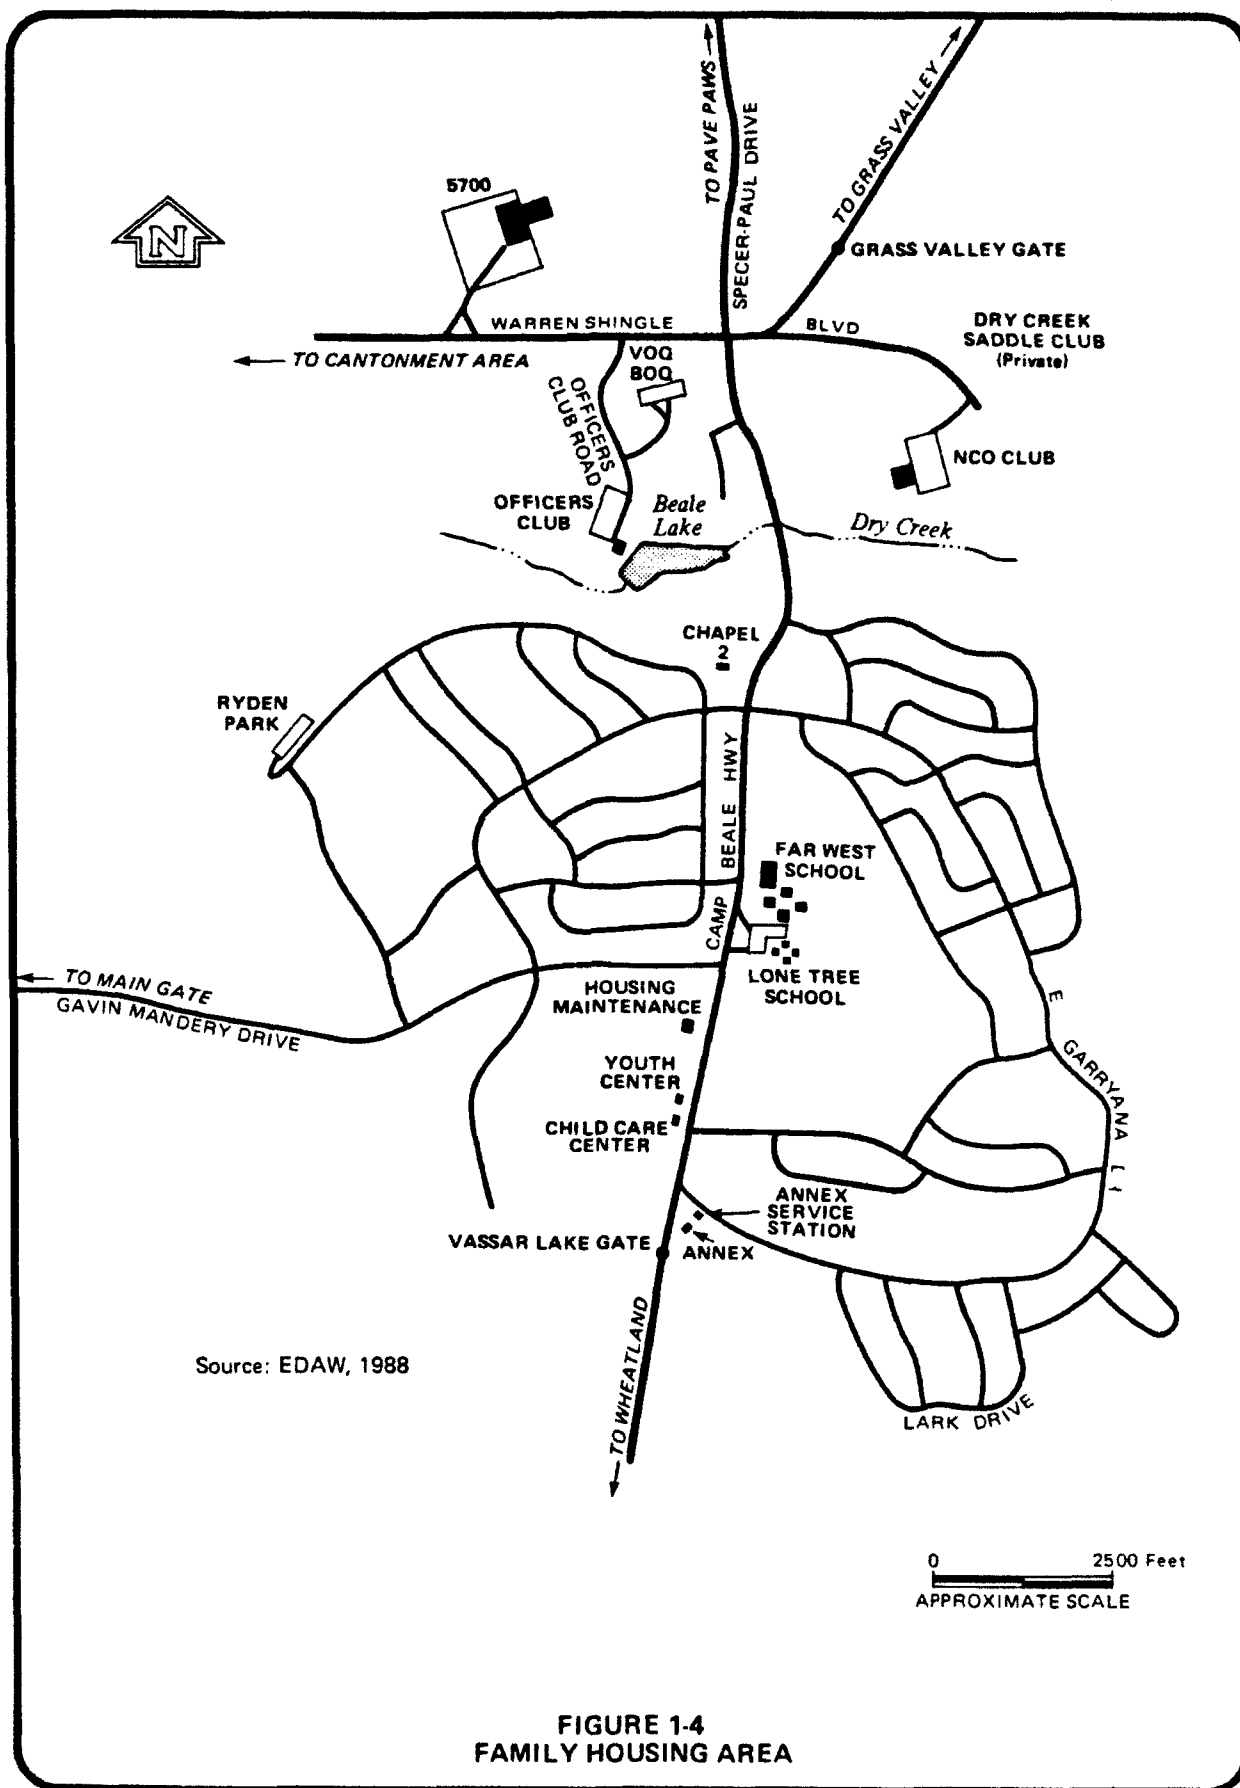 TO PAVE PAWS
SPECER-PAUL DRIVE
TO GRASS VALLEY
5700
N
GRASS VALLEY GATE
WARREN SHINGLE
BLVD
DRY CREEK
SADDLE CLUB
(Private)
TO CANTONMENT AREA
VOQ
BOQ
OFFICERS
CLUB ROAD
NCO CLUB
OFFICERS
CLUB
Beale
Lake
Dry Creek
CHAPEL
2
RYDEN
PARK
CAMP BEALE HWY
FAR WEST
SCHOOL
LONE TREE
SCHOOL
TO MAIN GATE
GAVIN MANDERY DRIVE
HOUSING
MAINTENANCE
E GARRYANA
YOUTH
CENTER
CHILD CARE
CENTER
ANNEX
SERVICE
STATION
VASSAR LAKE GATE
ANNEX
TO WHEATLAND
Source: EDAW, 1988
LARK DRIVE
0 2500 Feet
APPROXIMATE SCALE
FIGURE 1-4
FAMILY HOUSING AREA